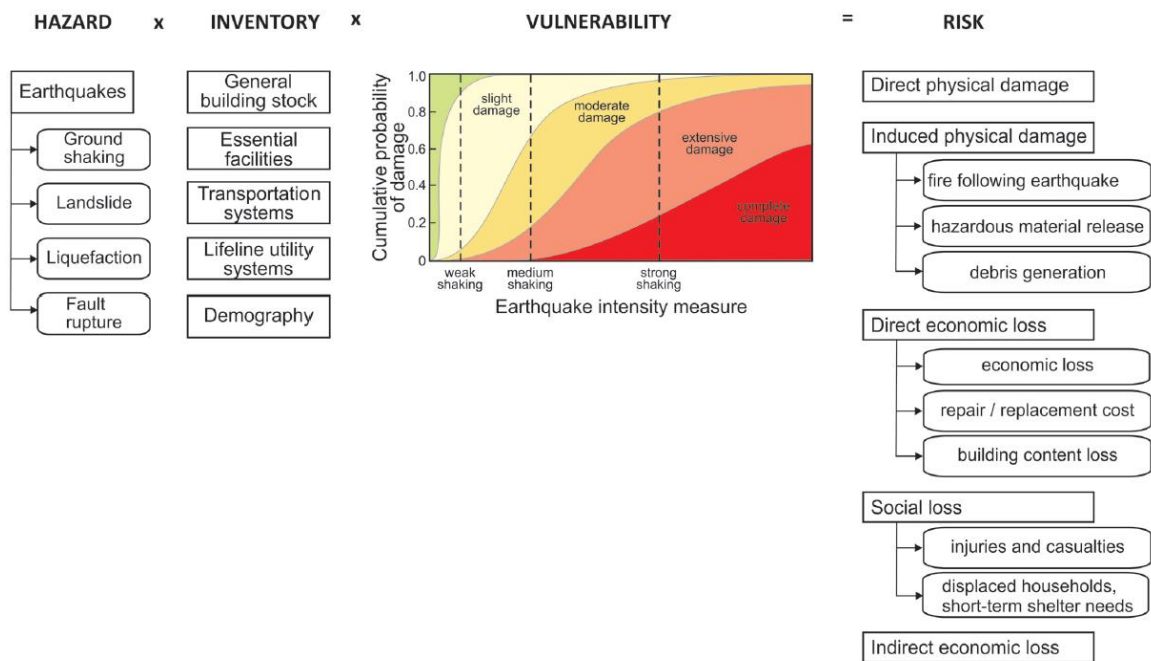 HAZARD x INVENTORY x VULNERABILITY = RISK
Earthquakes
Ground
shaking
Landslide
Liquefaction
Fault
rupture
General
building stock
Essential
facilities
Transportation
systems
Lifeline utility
systems
Demography
Cumulative probability
of damage
1.0
0.8
0.6
0.4
0.2
0
slight
damage
moderate
damage
extensive
damage
complete
damage
weak
shaking
medium
shaking
strong
shaking
Earthquake intensity measure
Direct physical damage
Induced physical damage
fire following earthquake
hazardous material release
debris generation
Direct economic loss
economic loss
repair / replacement cost
building content loss
Social loss
injuries and casualties
displaced households,
short-term shelter needs
Indirect economic loss